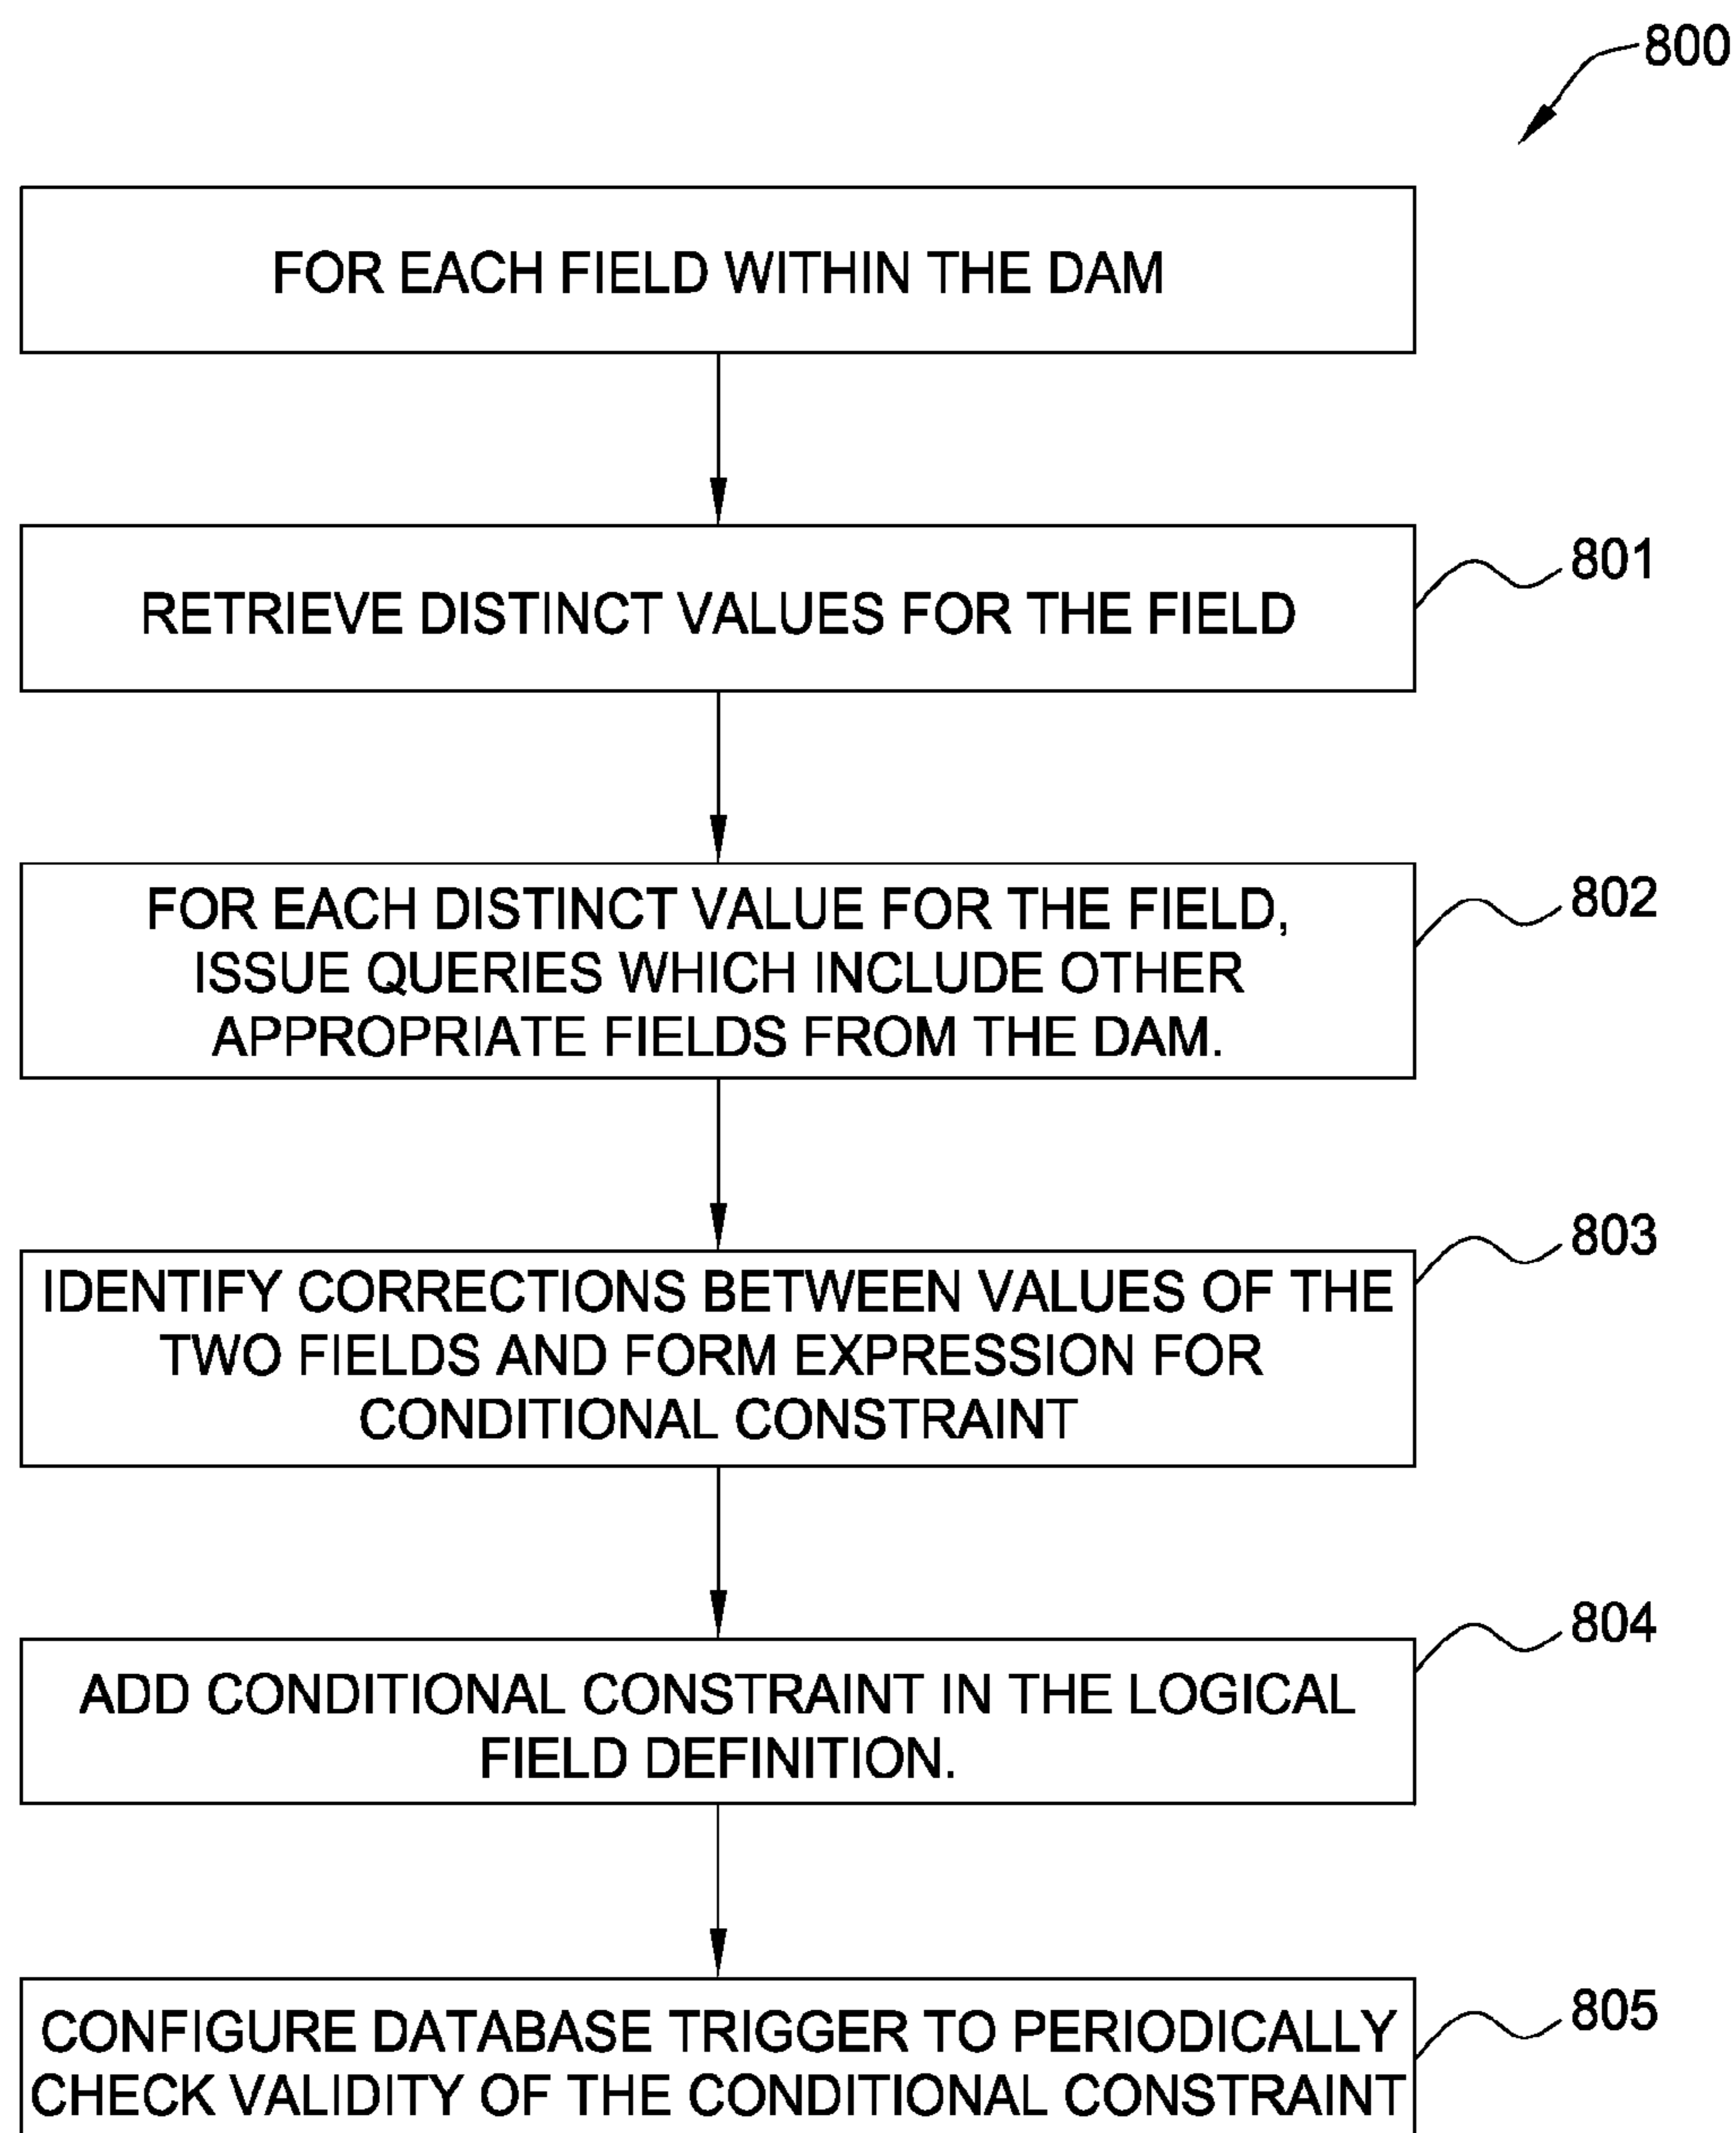 800
FOR EACH FIELD WITHIN THE DAM
RETRIEVE DISTINCT VALUES FOR THE FIELD
801
FOR EACH DISTINCT VALUE FOR THE FIELD,
ISSUE QUERIES WHICH INCLUDE OTHER
APPROPRIATE FIELDS FROM THE DAM.
802
IDENTIFY CORRECTIONS BETWEEN VALUES OF THE
TWO FIELDS AND FORM EXPRESSION FOR
CONDITIONAL CONSTRAINT
803
ADD CONDITIONAL CONSTRAINT IN THE LOGICAL
FIELD DEFINITION.
804
CONFIGURE DATABASE TRIGGER TO PERIODICALLY
CHECK VALIDITY OF THE CONDITIONAL CONSTRAINT
805